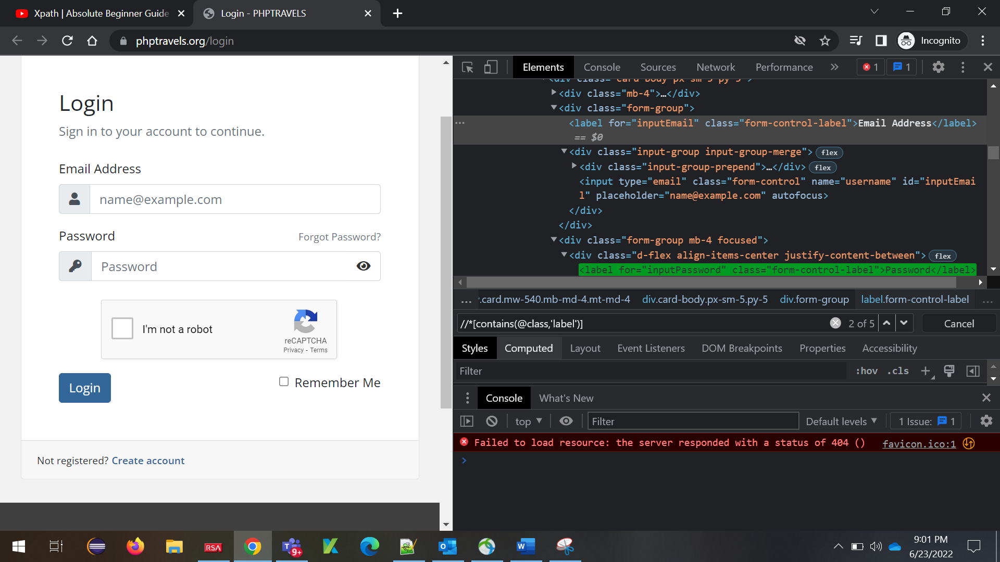 Xpath | Absolute Beginner Guide
Login - PHPTRAVELS
phptravels.org/login
Incognito
Login
Sign in to your account to continue.
Email Address
name@example.com
Password
Forgot Password?
Password
I'm not a robot
reCAPTCHA
Privacy - Terms
Login
Remember Me
Not registered? Create account
Elements
Console
Sources
Network
Performance
1
1
<div class="card-body px-sm-5 py-5">
<div class="mb-4">…</div>
<div class="form-group">
<label for="inputEmail" class="form-control-label">Email Address</label>
== $0
<div class="input-group input-group-merge"> flex
<div class="input-group-prepend">…</div> flex
<input type="email" class="form-control" name="username" id="inputEmai
l" placeholder="name@example.com" autofocus>
</div>
</div>
<div class="form-group mb-4 focused">
<div class="d-flex align-items-center justify-content-between"> flex
<label for="inputPassword" class="form-control-label">Password</label>
... .card.mw-540.mb-md-4.mt-md-4 div.card-body.px-sm-5.py-5 div.form-group label.form-control-label ...
//*[contains(@class,'label')]
2 of 5
Cancel
Styles
Computed
Layout
Event Listeners
DOM Breakpoints
Properties
Accessibility
Filter
:hov
.cls
Console
What's New
top
Filter
Default levels
1 Issue: 1
Failed to load resource: the server responded with a status of 404 () favicon.ico:1
RSA
T
9+
O
W
9:01 PM
6/23/2022